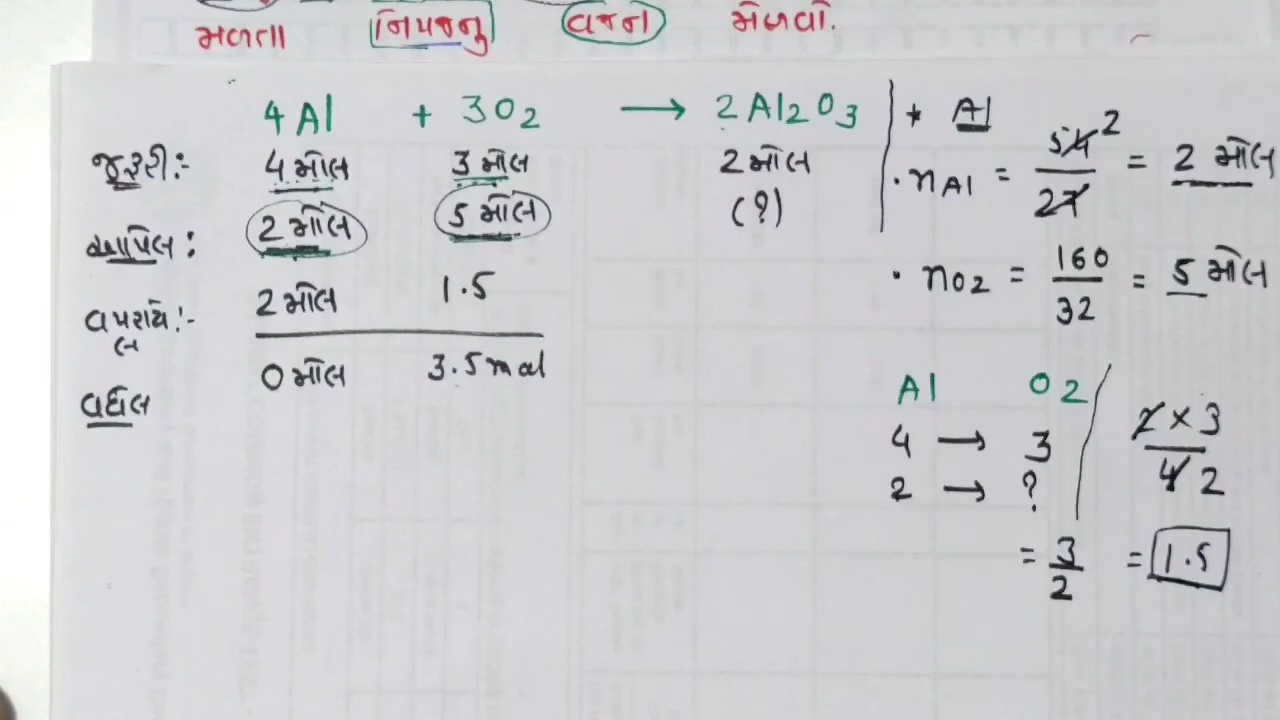 મળતા નિપજનું વજન મેળવો.
4Al + 3O2 → 2Al2O3
જરૂરી:- 4 મોલ 3 મોલ 2 મોલ
આપેલ: 2 મોલ 5 મોલ (?)
વપરાયેલ:- 2 મોલ 1.5
વધેલ 0 મોલ 3.5 mol
* Al
· nAl = 54/27 2 = 2 મોલ
· nO2 = 160/32 = 5 મોલ
Al O2
4 → 3
2 → ?
2 × 3 / 4 2
= 3/2 = 1.5